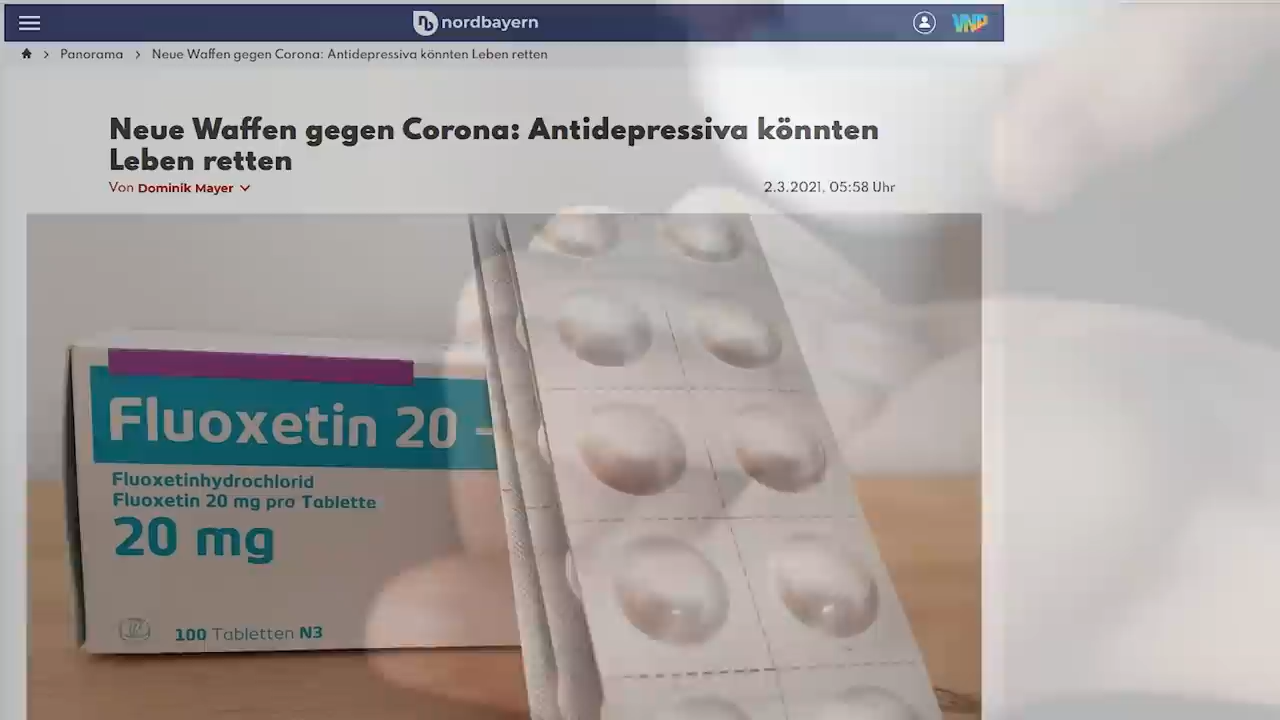 nordbayern
VNP
Panorama > Neue Waffen gegen Corona: Antidepressiva könnten Leben retten
Neue Waffen gegen Corona: Antidepressiva könnten
Leben retten
Von Dominik Mayer
2.3.2021, 05:58 Uhr
Fluoxetin 20 -
Fluoxetinhydrochlorid
Fluoxetin 20 mg pro Tablette
20 mg
100 Tabletten N3